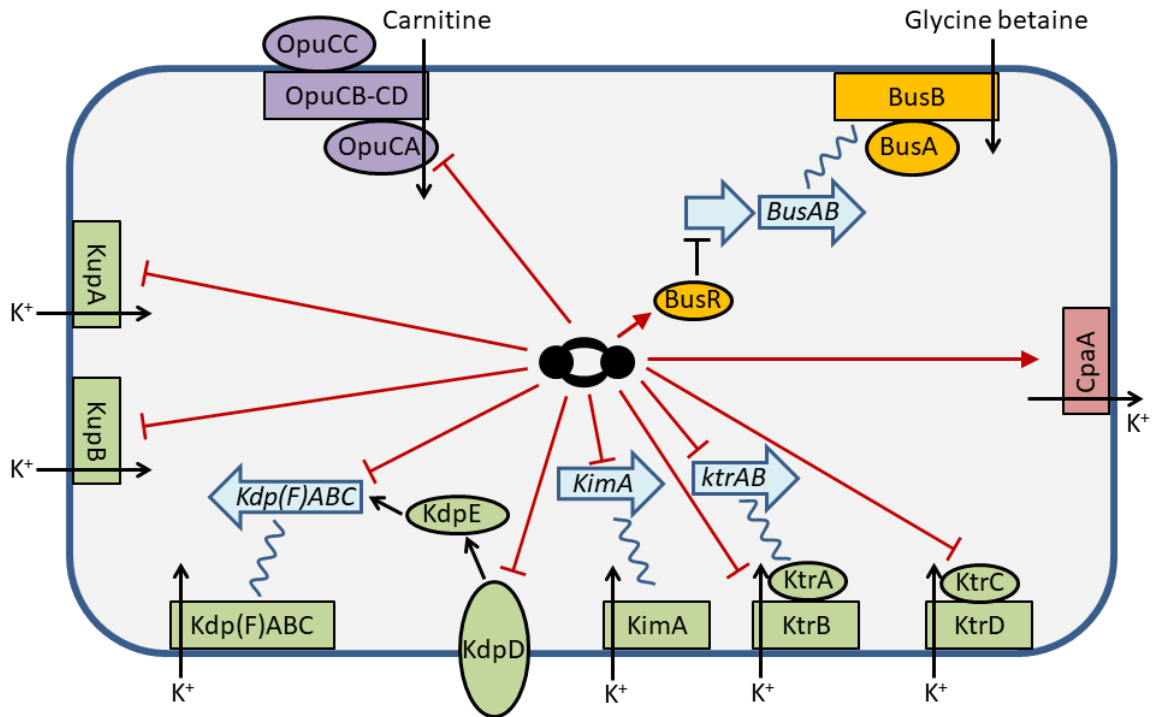 Carnitine
Glycine betaine
OpuCC
OpuCB-CD
OpuCA
BusB
BusA
BusAB
BusR
KupA
K⁺
CpaA
K⁺
KupB
K⁺
Kdp(F)ABC
KdpE
KimA
ktrAB
KtrA
KtrC
Kdp(F)ABC
KdpD
KimA
KtrB
KtrD
K⁺
K⁺
K⁺
K⁺